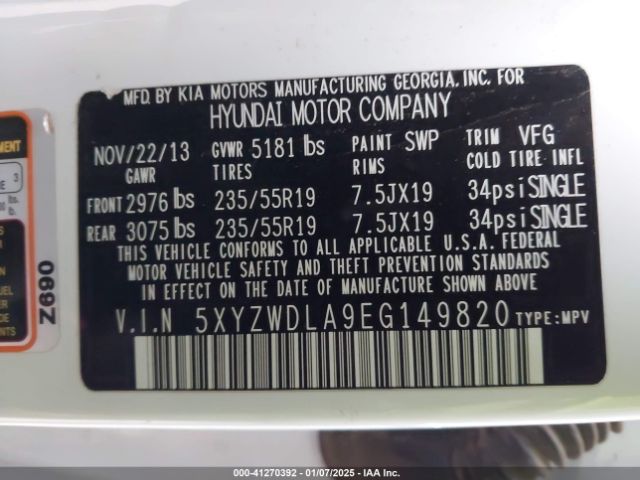 MFD. BY KIA MOTORS MANUFACTURING GEORGIA, INC. FOR
HYUNDAI MOTOR COMPANY
NOV/22/13 GVWR 5181 lbs PAINT SWP TRIM VFG
GAWR TIRES RIMS COLD TIRE INFL
FRONT 2976 lbs 235/55R19 7.5JX19 34psi SINGLE
REAR 3075 lbs 235/55R19 7.5JX19 34psi SINGLE
THIS VEHICLE CONFORMS TO ALL APPLICABLE U.S.A. FEDERAL
MOTOR VEHICLE SAFETY AND THEFT PREVENTION STANDARDS
IN EFFECT ON THE DATE OF MANUFACTURE SHOWN ABOVE.
V.I.N 5XYZWDLA9EG149820 TYPE:MPV
Z690
000-41270392 - 01/07/2025 - IAA Inc.